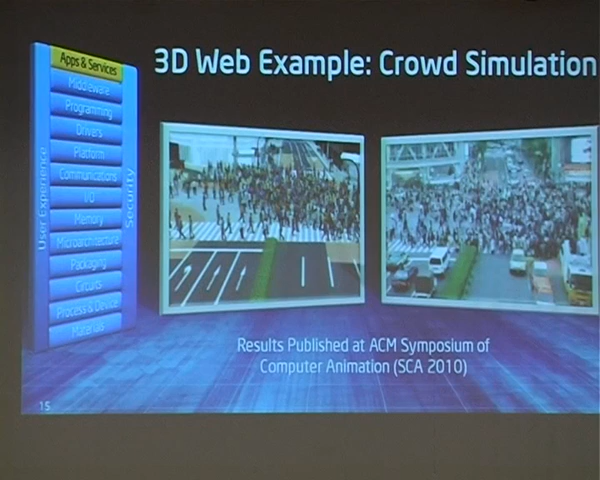 3D Web Example: Crowd Simulation
Apps & Services
Middleware
Programming
Drivers
Platform
Communications
I/O
Memory
Microarchitecture
Packaging
Circuits
Process & Device
Materials
User Experience
Security
Results Published at ACM Symposium of
Computer Animation (SCA 2010)
15